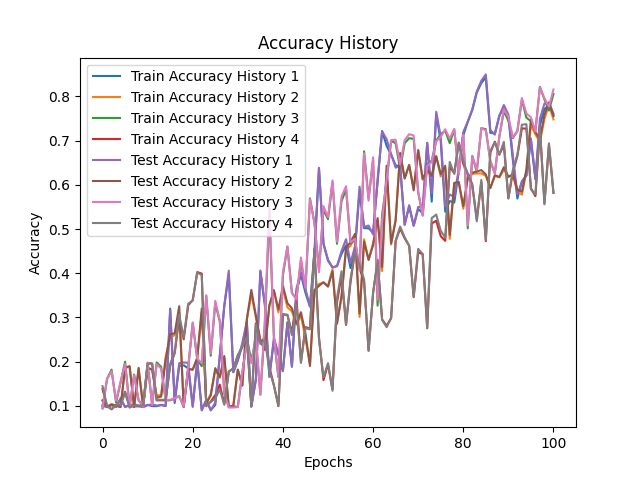 Accuracy History
Train Accuracy History 1
Train Accuracy History 2
Train Accuracy History 3
Train Accuracy History 4
Test Accuracy History 1
Test Accuracy History 2
Test Accuracy History 3
Test Accuracy History 4
Accuracy
0.8
0.7
0.6
0.5
0.4
0.3
0.2
0.1
0 20 40 60 80 100
Epochs